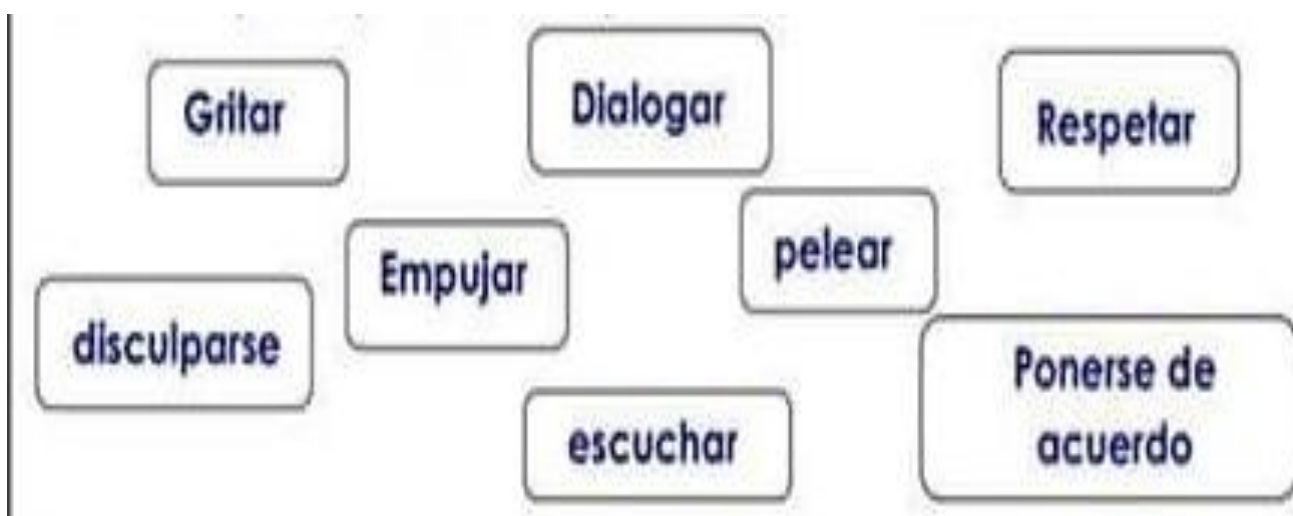 Gritar
Dialogar
Respetar
Empujar
pelear
disculparse
Ponerse de
acuerdo
escuchar